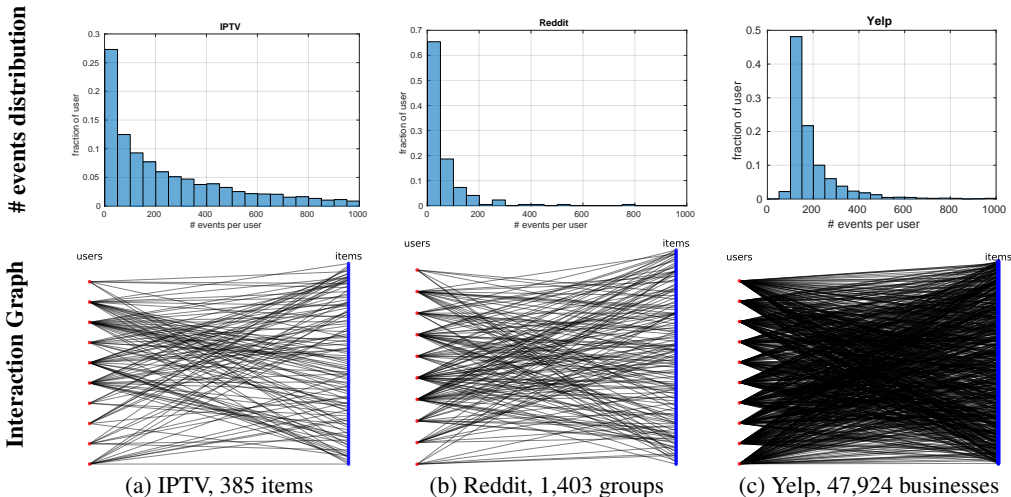 # events distribution
IPTV
0.3
0.25
0.2
0.15
0.1
0.05
0
fraction of user
0 200 400 600 800 1000
# events per user
Reddit
0.7
0.6
0.5
0.4
0.3
0.2
0.1
0
fraction of user
0 200 400 600 800 1000
# events per user
Yelp
0.5
0.4
0.3
0.2
0.1
0
fraction of user
0 200 400 600 800 1000
# events per user
Interaction Graph
users items
users items
users items
(a) IPTV, 385 items
(b) Reddit, 1,403 groups
(c) Yelp, 47,924 businesses